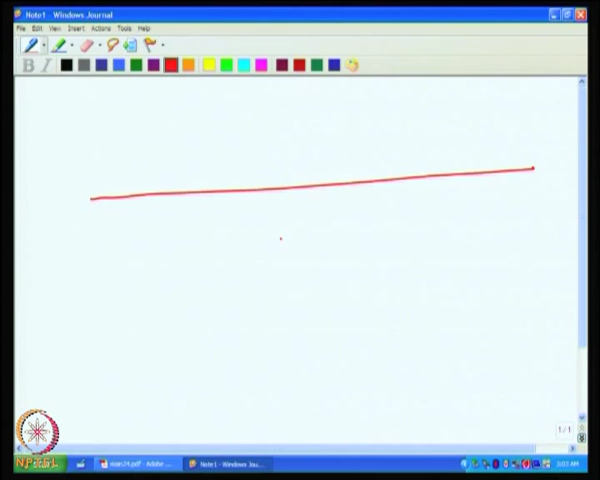 Note1 - Windows Journal
File Edit View Insert Actions Tools Help
B I
1 / 1
NPTEL
Note1 - Windows Jou...